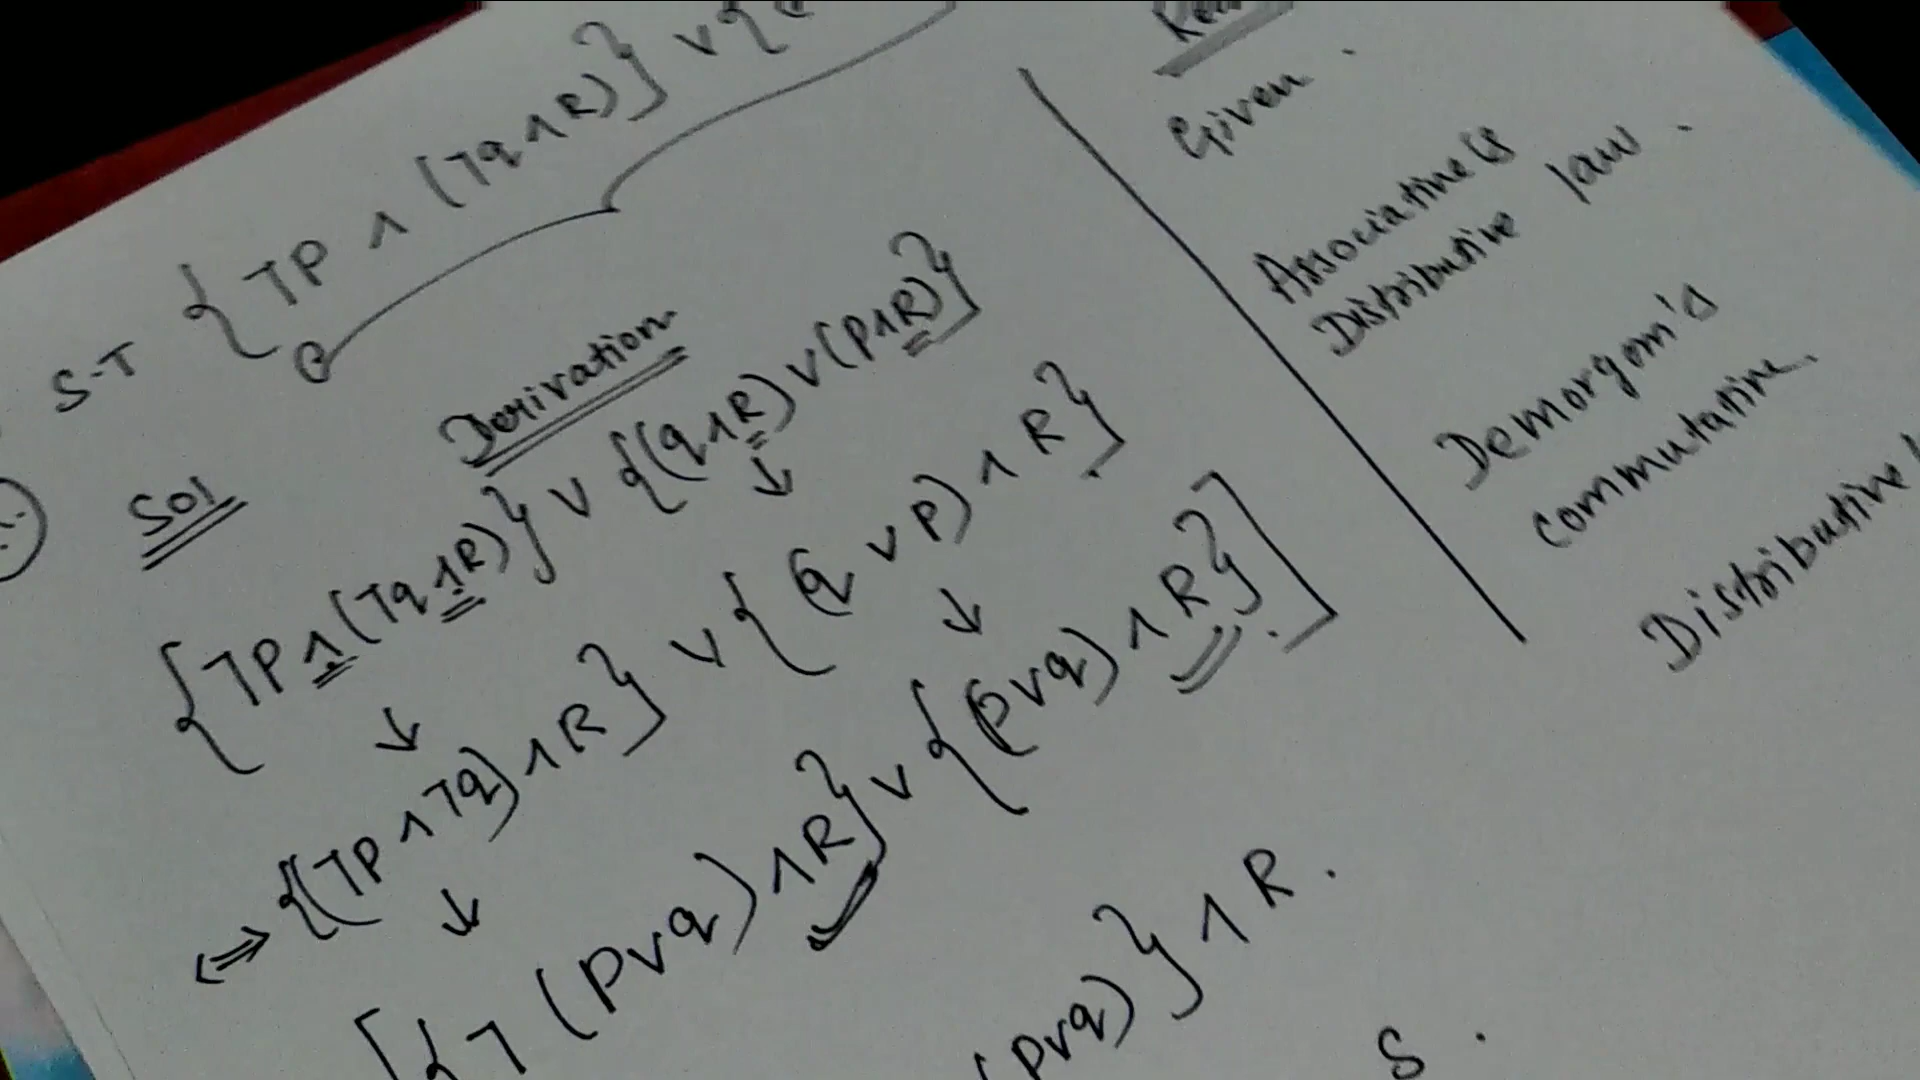 S.T {¬P ∧ (¬q ∧ R)} ∨ {
Derivation
Given.
Sol
{¬P ∧ (¬q ∧ R)} ∨ {(q ∧ R) ∨ (P ∧ R)}
Associative &
Distributive law.
⇔ {(¬P ∧ ¬q) ∧ R} ∨ {(q ∨ P) ∧ R}
Demorgom's
commutative.
[{¬(P ∨ q) ∧ R} ∨ {(P ∨ q) ∧ R}]
Distributive
(P ∨ q)} ∧ R.
S.